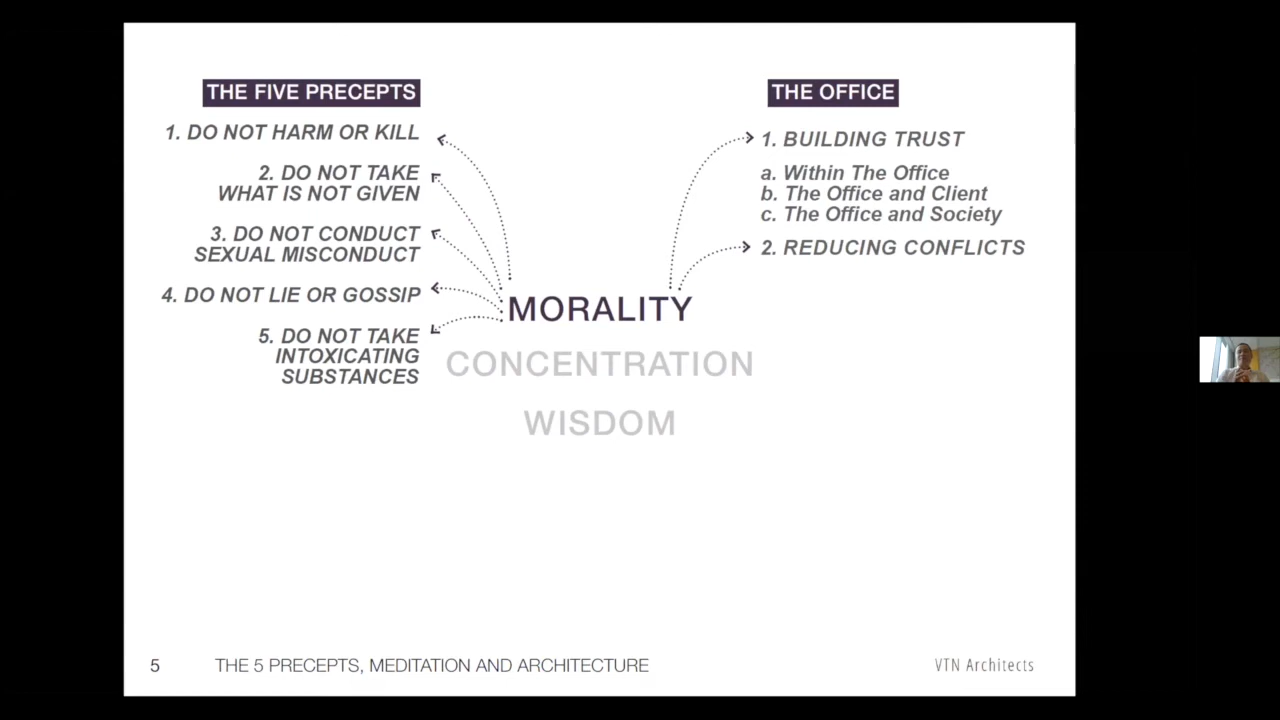 THE FIVE PRECEPTS
1. DO NOT HARM OR KILL
2. DO NOT TAKE
WHAT IS NOT GIVEN
3. DO NOT CONDUCT
SEXUAL MISCONDUCT
4. DO NOT LIE OR GOSSIP
5. DO NOT TAKE
INTOXICATING
SUBSTANCES
THE OFFICE
1. BUILDING TRUST
a. Within The Office
b. The Office and Client
c. The Office and Society
2. REDUCING CONFLICTS
MORALITY
CONCENTRATION
WISDOM
5
THE 5 PRECEPTS, MEDITATION AND ARCHITECTURE
VTN Architects